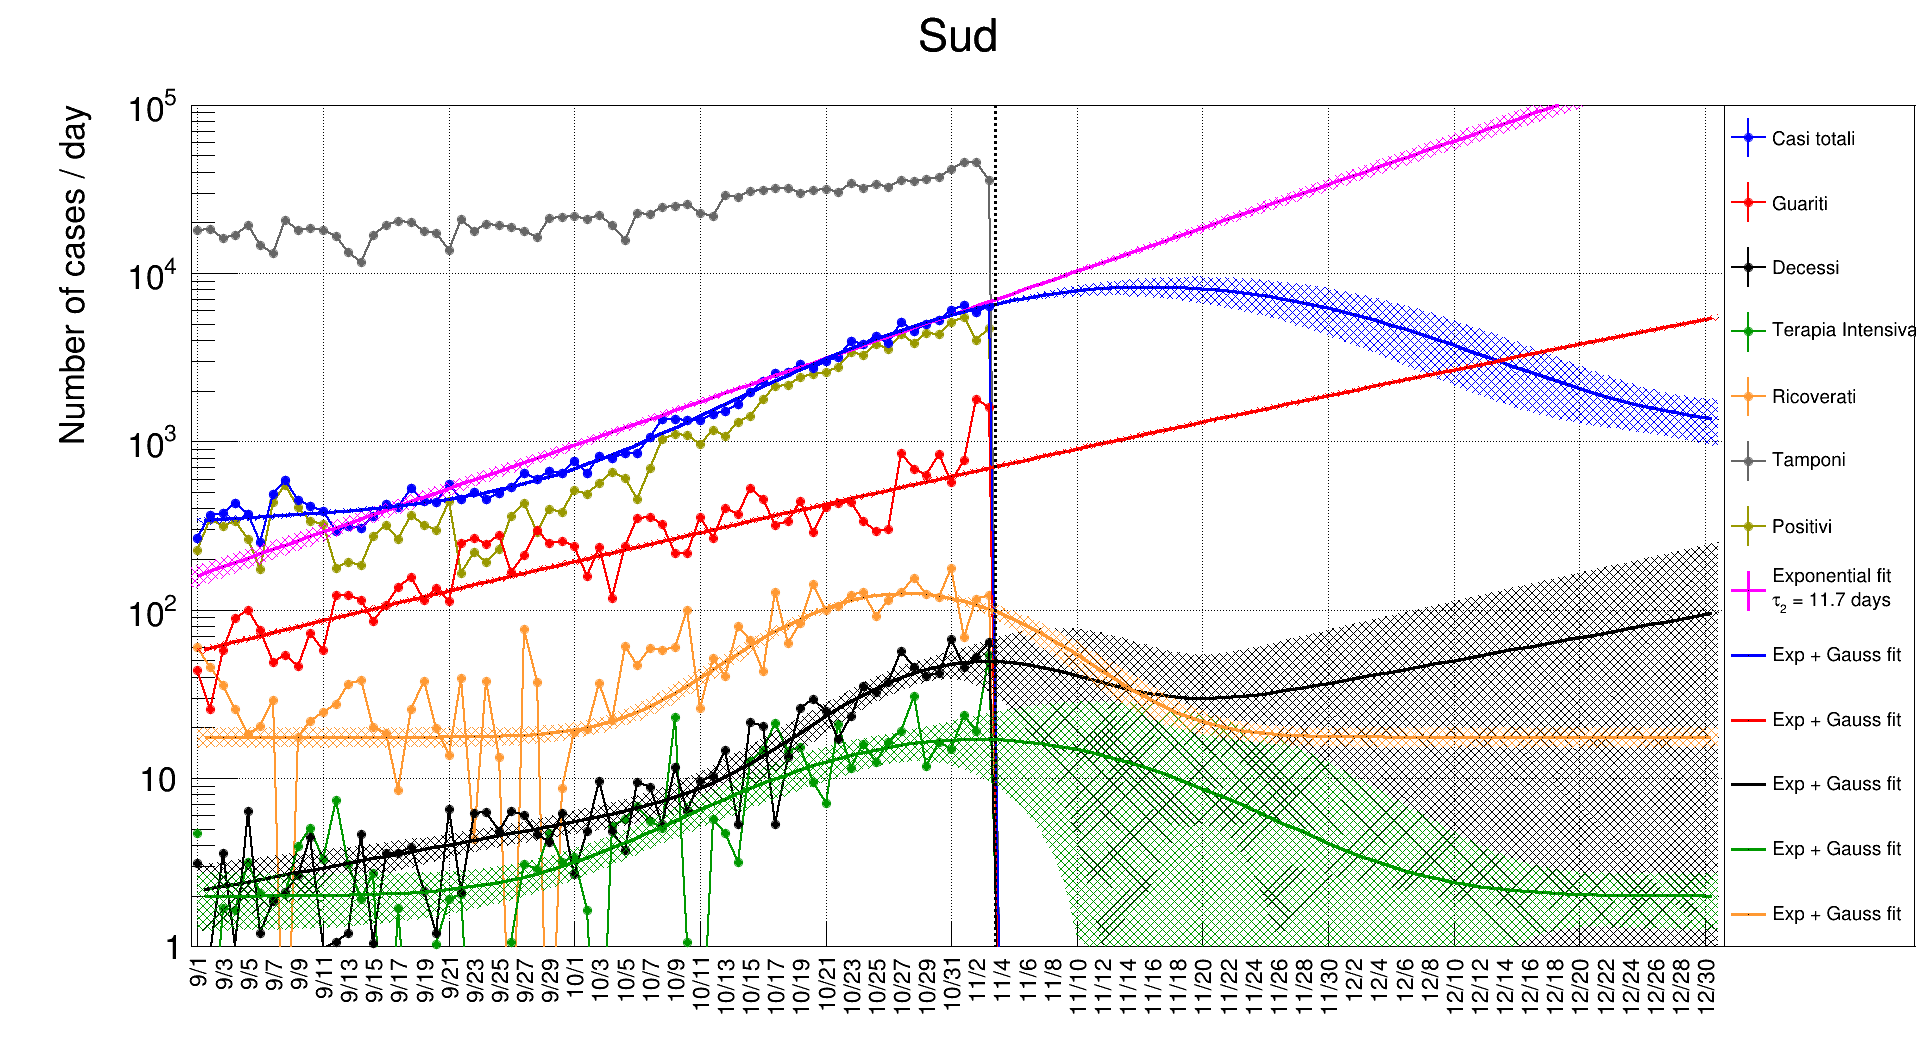 Sud
Number of cases / day
10^5
10^4
10^3
10^2
10
1
9/1 9/3 9/5 9/7 9/9 9/11 9/13 9/15 9/17 9/19 9/21 9/23 9/25 9/27 9/29 10/1 10/3 10/5 10/7 10/9 10/11 10/13 10/15 10/17 10/19 10/21 10/23 10/25 10/27 10/29 10/31 11/2 11/4 11/6 11/8 11/10 11/12 11/14 11/16 11/18 11/20 11/22 11/24 11/26 11/28 11/30 12/2 12/4 12/6 12/8 12/10 12/12 12/14 12/16 12/18 12/20 12/22 12/24 12/26 12/28 12/30
Casi totali
Guariti
Decessi
Terapia Intensiva
Ricoverati
Tamponi
Positivi
Exponential fit
τ2 = 11.7 days
Exp + Gauss fit
Exp + Gauss fit
Exp + Gauss fit
Exp + Gauss fit
Exp + Gauss fit